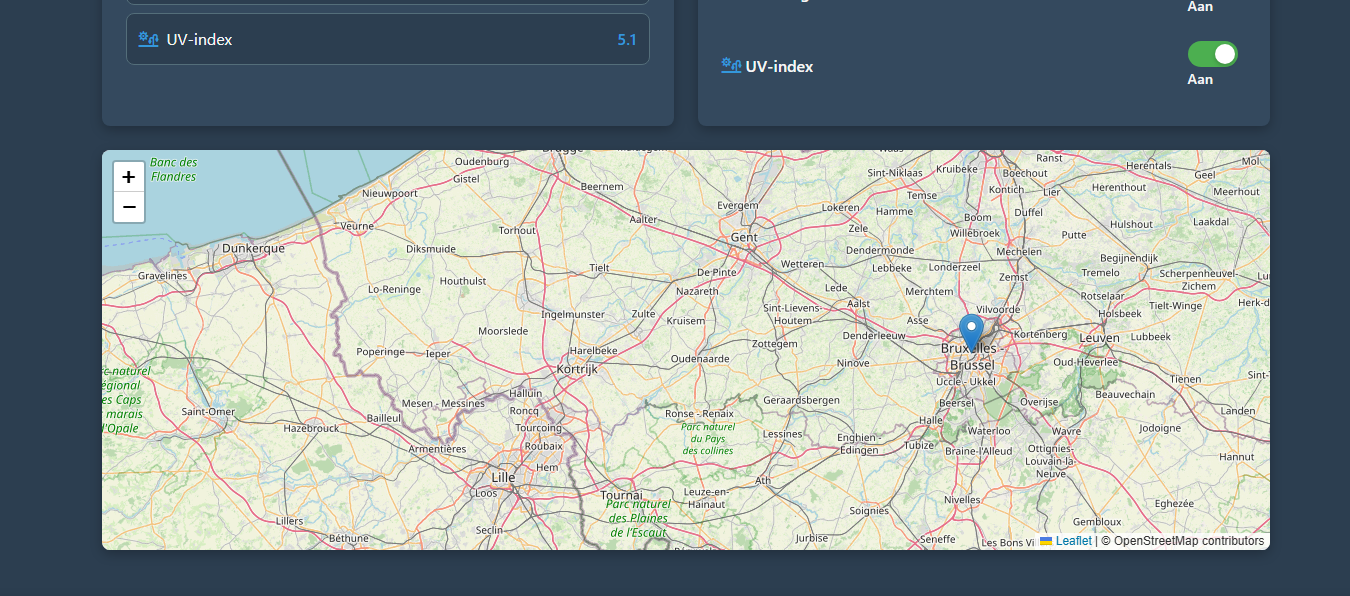 Aan
UV-index
5.1
UV-index
Aan
+
−
Banc des
Flandres
Oudenburg
Gistel
Beernem
Nieuwpoort
Veurne
Torhout
Aalter
Evergem
Gent
Lokeren
Zele
Sint-Niklaas
Temse
Hamme
Kruibeke
Kontich
Boechout
Ranst
Lier
Herentals
Herenthout
Geel
Mol
Meerhout
Boom
Willebroek
Duffel
Hulshout
Laakdal
Putte
Dunkerque
Gravelines
Diksmuide
Houthulst
Lo-Reninge
Tielt
De Pinte
Nazareth
Wetteren
Dendermonde
Lebbeke
Londerzeel
Mechelen
Zemst
Begijnendijk
Tremelo
Scherpenheuvel-
Zichem
Rotselaar
Holsbeek
Tielt-Winge
Herk-d
Lede
Aalst
Merchtem
Asse
Vilvoorde
Sint-Lievens-
Houtem
Denderleeuw
Ingelmunster
Zulte
Kruisem
Moorslede
Zottegem
Ninove
Kortenberg
Leuven
Lubbeek
Bruxelles -
Brussel
Oud-Heverlee
Uccle - Ukkel
Tienen
Sint-
Poperinge
Ieper
Harelbeke
Kortrijk
Oudenaarde
Beersel
Overijse
Beauvechain
Landen
rc naturel
égional
es Caps
marais
l'Opale
Saint-Omer
Hazebrouck
Bailleul
Mesen - Messines
Halluin
Roncq
Tourcoing
Roubaix
Armentières
Hem
Lille
Loos
Geraardsbergen
Ronse - Renaix
Parc naturel
du Pays
des collines
Lessines
Enghien -
Edingen
Halle
Tubize
Waterloo
Braine-l'Alleud
Wavre
Ottignies-
Louvain-la-
Neuve
Jodoigne
Hannut
Tournai
Parc naturel
des Plaines
de l'Escaut
Leuze-en-
Hainaut
Ath
Soignies
Nivelles
Eghezée
Gembloux
Lillers
Béthune
Seclin
Jurbise
Seneffe
Les Bons Vi
Leaflet | © OpenStreetMap contributors